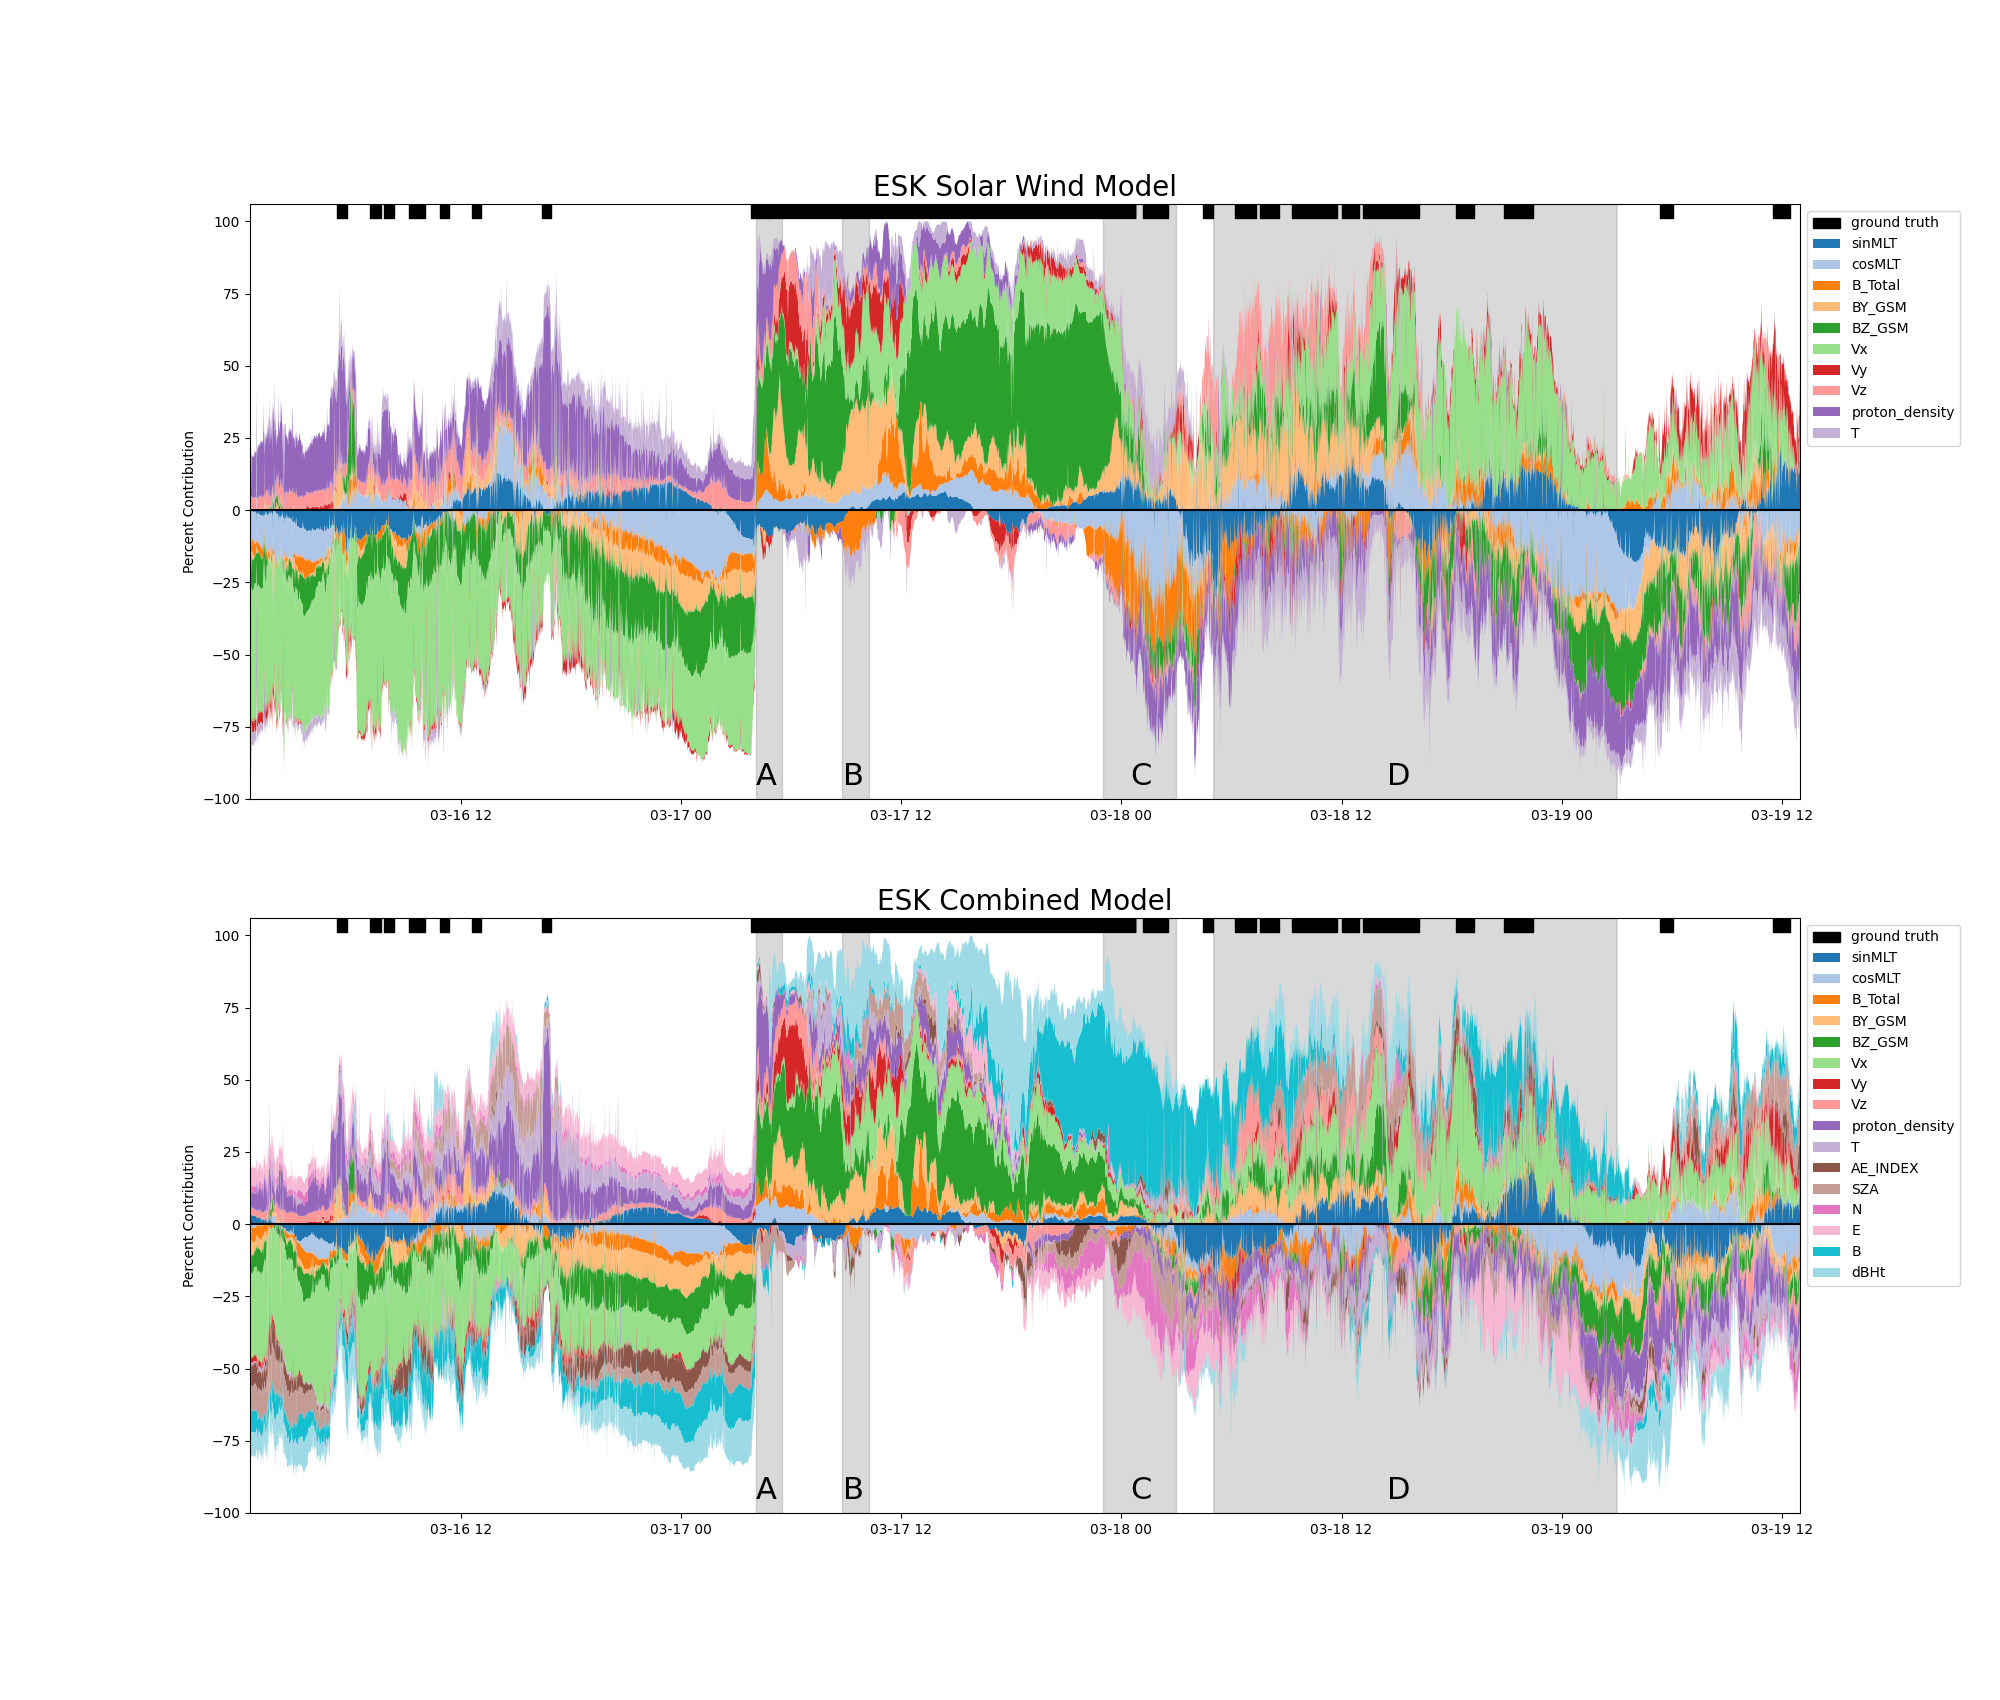 ESK Solar Wind Model
Percent Contribution
100
75
50
25
0
−25
−50
−75
−100
A
B
C
D
03-16 12
03-17 00
03-17 12
03-18 00
03-18 12
03-19 00
03-19 12
ground truth
sinMLT
cosMLT
B_Total
BY_GSM
BZ_GSM
Vx
Vy
Vz
proton_density
T
ESK Combined Model
Percent Contribution
100
75
50
25
0
−25
−50
−75
−100
A
B
C
D
03-16 12
03-17 00
03-17 12
03-18 00
03-18 12
03-19 00
03-19 12
ground truth
sinMLT
cosMLT
B_Total
BY_GSM
BZ_GSM
Vx
Vy
Vz
proton_density
T
AE_INDEX
SZA
N
E
B
dBHt